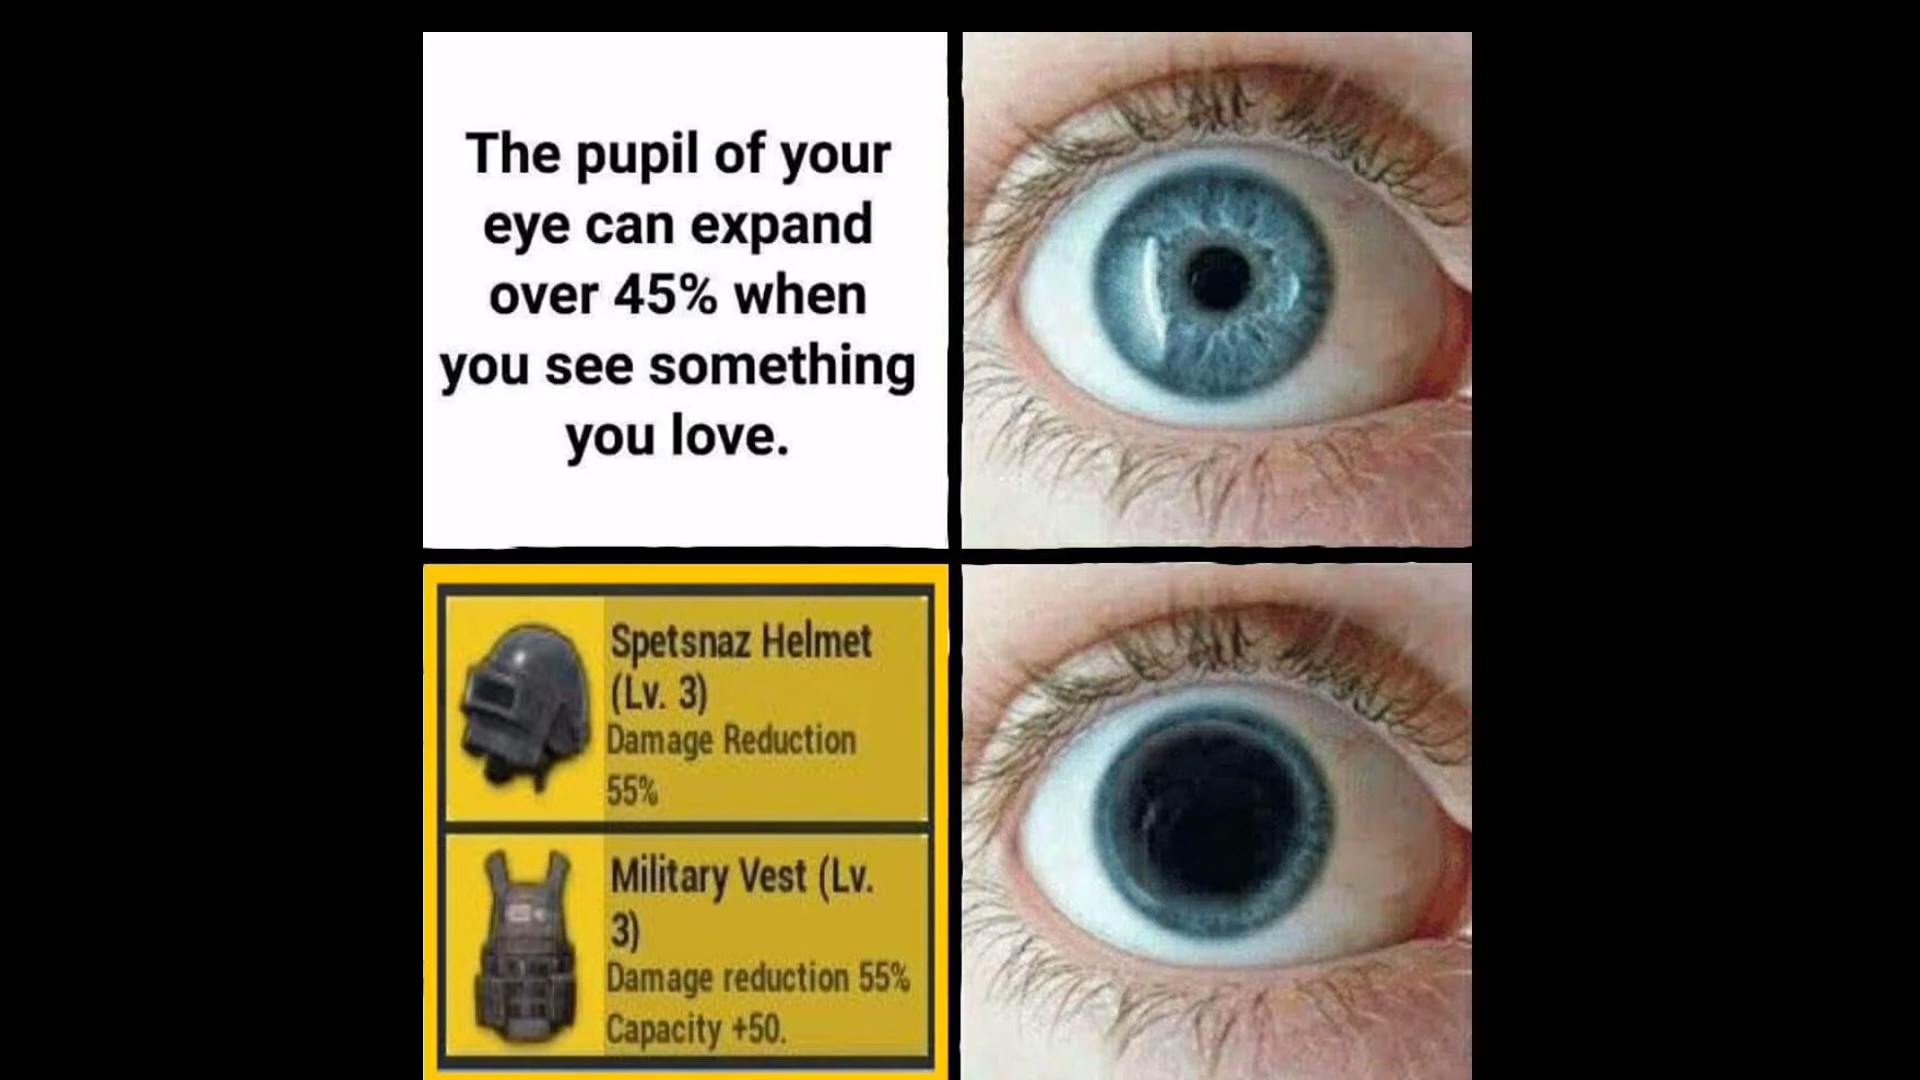 The pupil of your
eye can expand
over 45% when
you see something
you love.
Spetsnaz Helmet
(Lv. 3)
Damage Reduction
55%
Military Vest (Lv.
3)
Damage reduction 55%
Capacity +50.